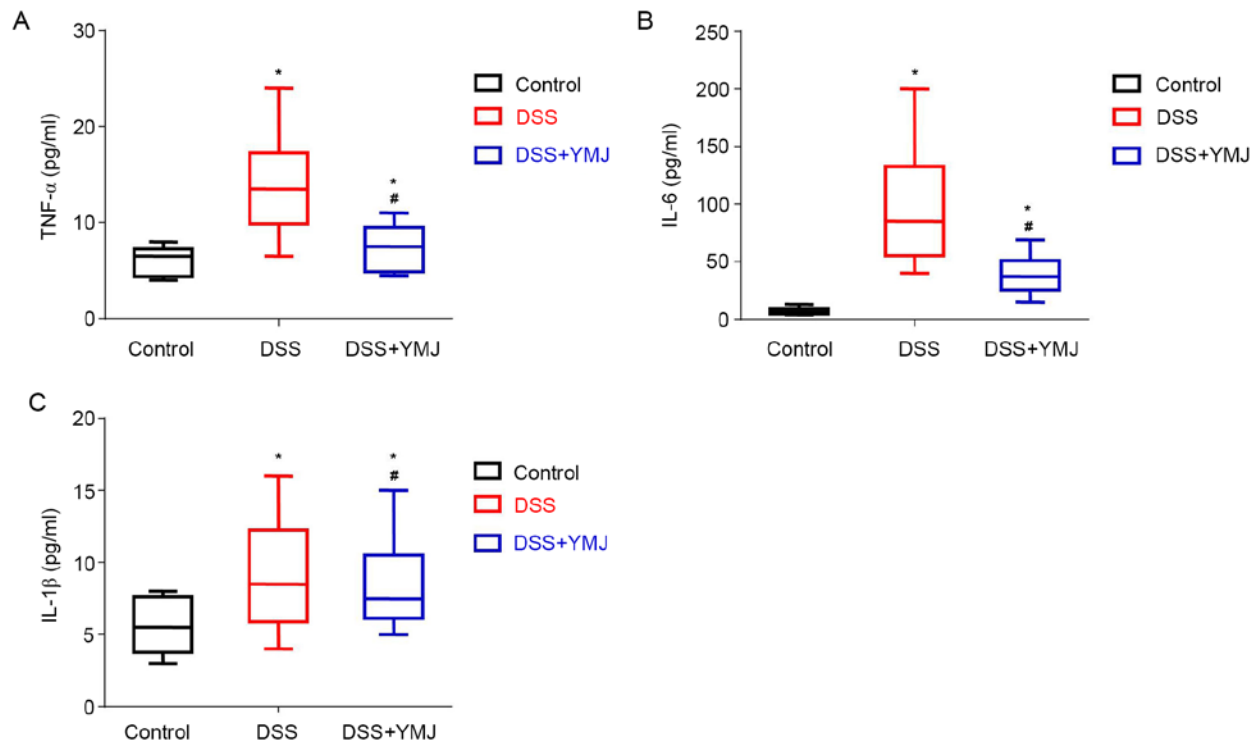 A
TNF-α (pg/ml)
30
20
10
0
*
*
#
Control
DSS
DSS+YMJ
Control
DSS
DSS+YMJ
B
IL-6 (pg/ml)
250
200
150
100
50
0
*
*
#
Control
DSS
DSS+YMJ
Control
DSS
DSS+YMJ
C
IL-1β (pg/ml)
20
15
10
5
0
*
*
#
Control
DSS
DSS+YMJ
Control
DSS
DSS+YMJ